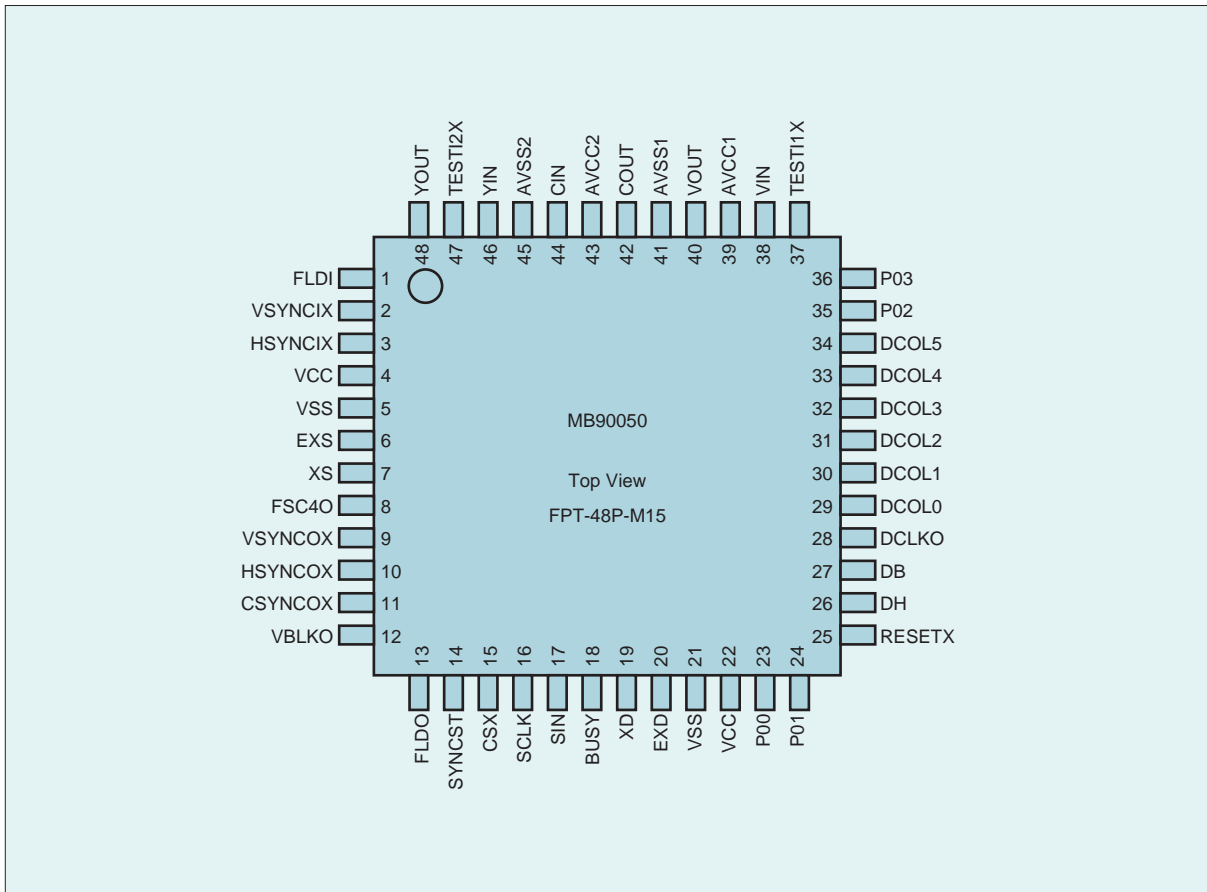 YOUT
TESTI2X
YIN
AVSS2
CIN
AVCC2
COUT
AVSS1
VOUT
AVCC1
VIN
TESTI1X
48
47
46
45
44
43
42
41
40
39
38
37
FLDI 1
36 P03
VSYNCIX 2
35 P02
HSYNCIX 3
34 DCOL5
VCC 4
33 DCOL4
VSS 5
32 DCOL3
EXS 6
31 DCOL2
XS 7
30 DCOL1
FSC4O 8
29 DCOL0
VSYNCOX 9
28 DCLKO
HSYNCOX 10
27 DB
CSYNCOX 11
26 DH
VBLKO 12
25 RESETX
MB90050
Top View
FPT-48P-M15
13
14
15
16
17
18
19
20
21
22
23
24
FLDO
SYNCST
CSX
SCLK
SIN
BUSY
XD
EXD
VSS
VCC
P00
P01